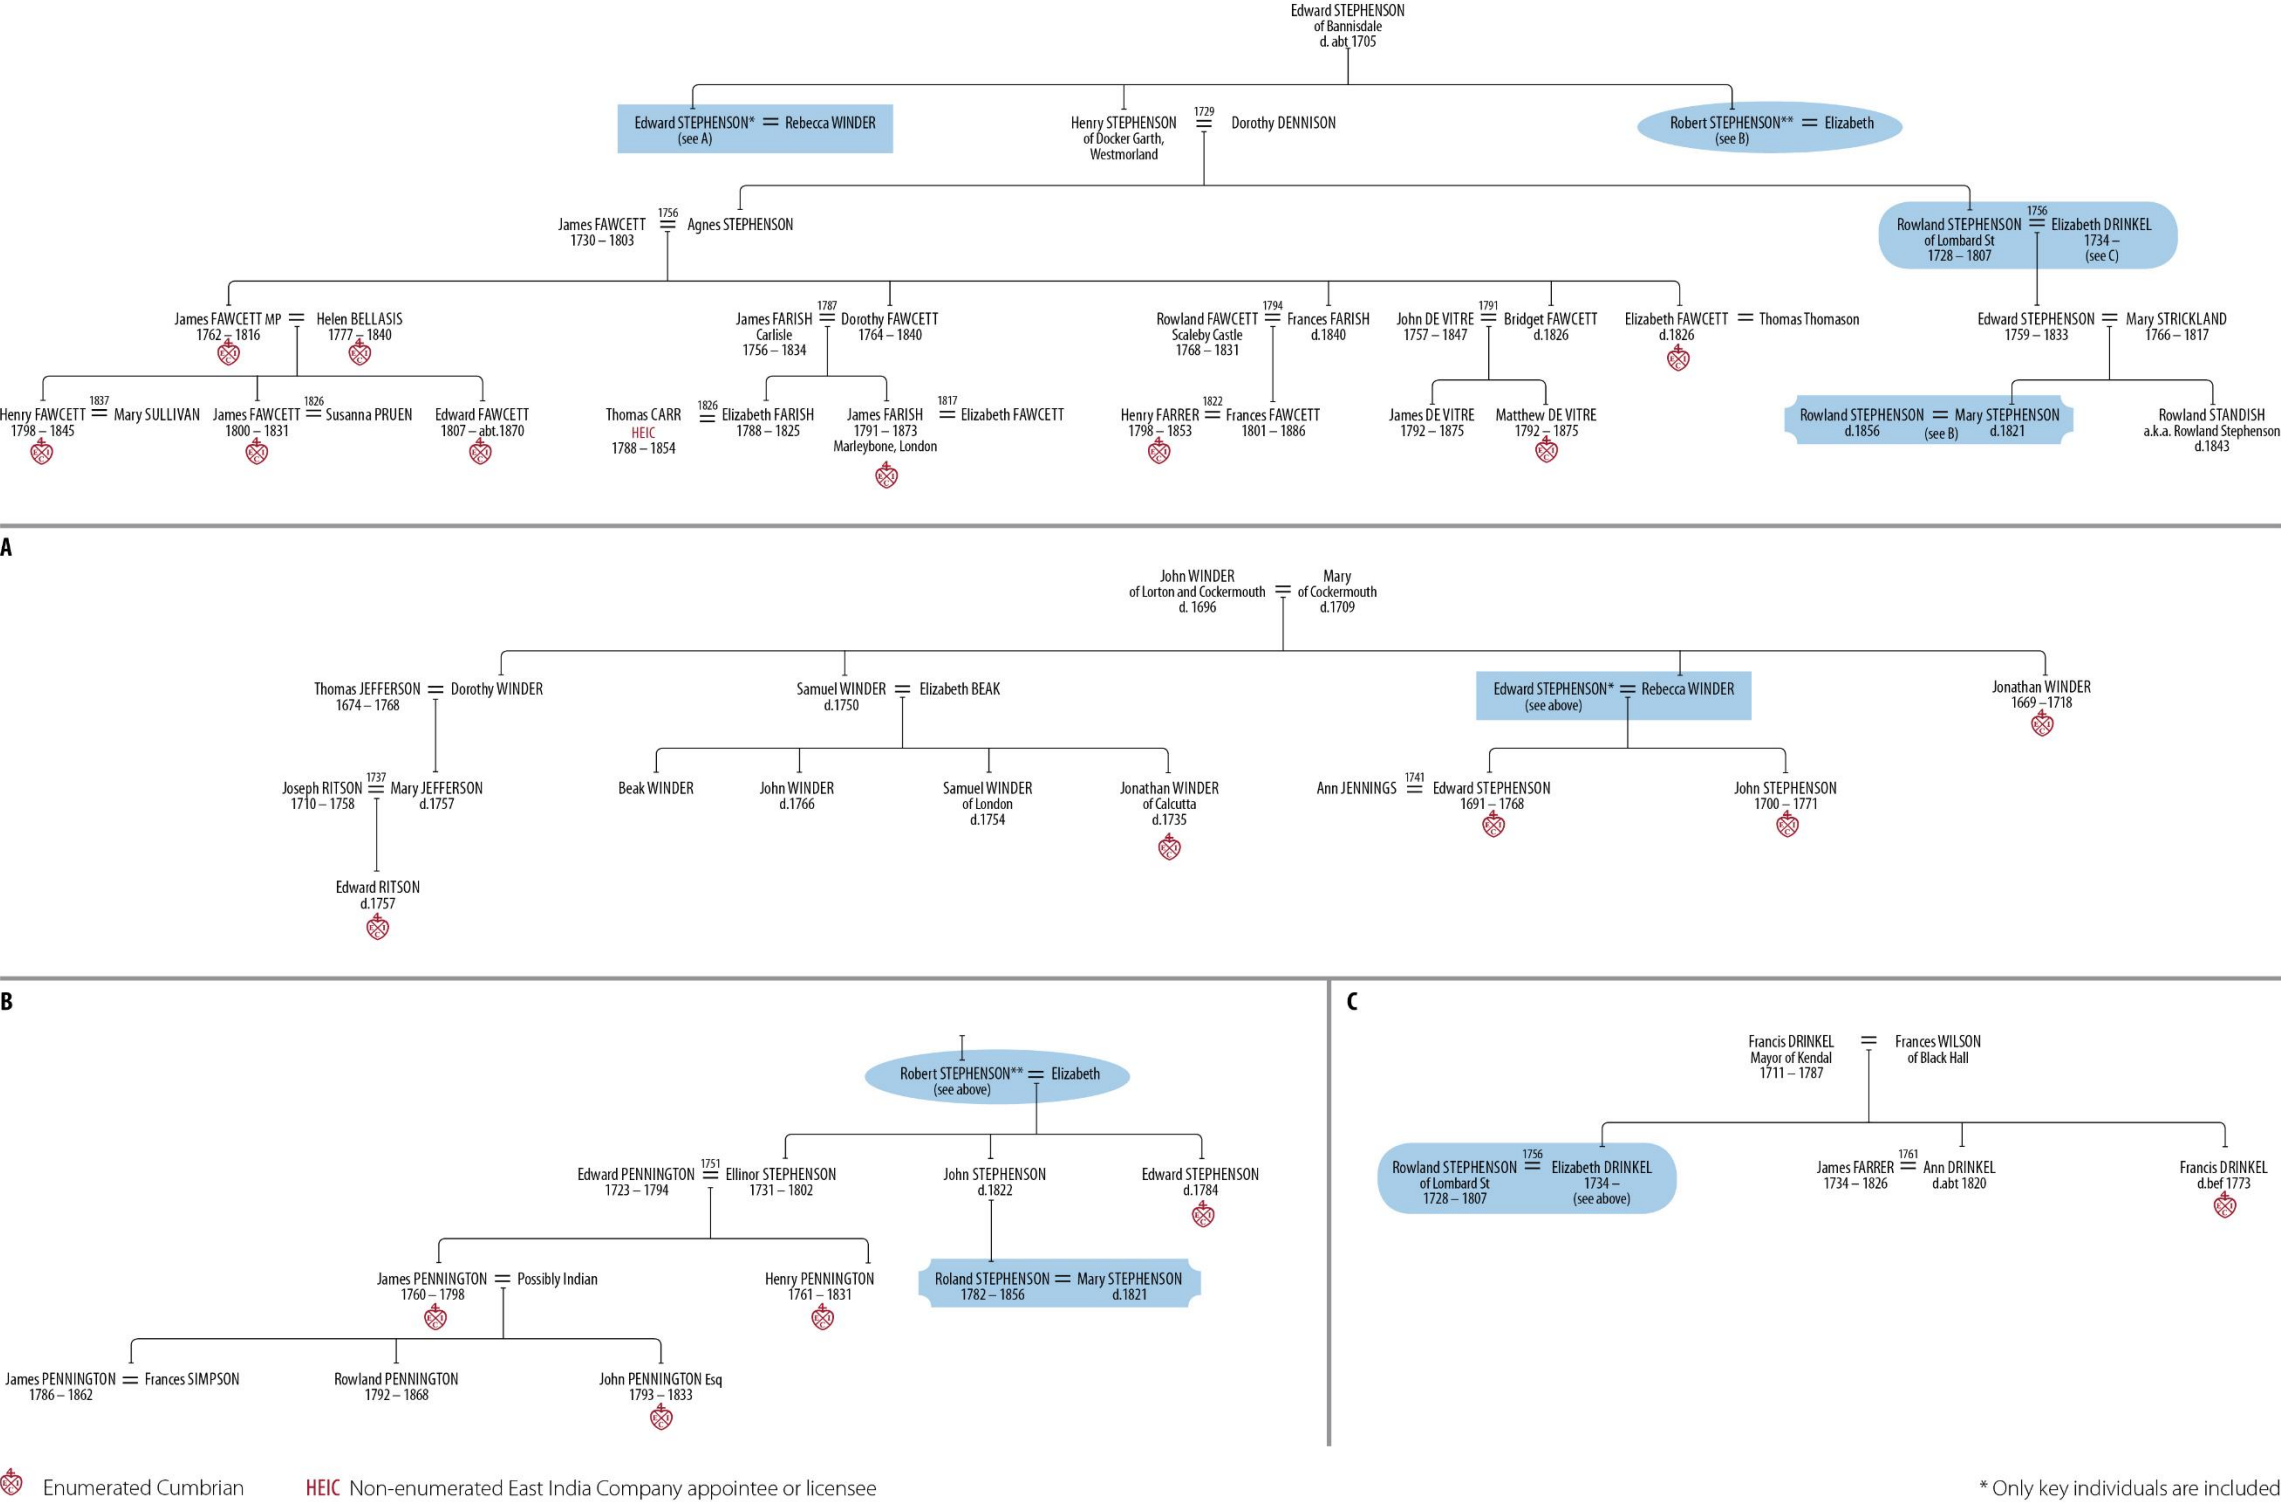 Edward STEPHENSON
of Bannisdale
d. abt 1705
Edward STEPHENSON* = Rebecca WINDER
(see A)
Henry STEPHENSON
of Docker Garth,
Westmorland
1729
=
Dorothy DENNISON
Robert STEPHENSON** = Elizabeth
(see B)
James FAWCETT
1730 – 1803
1756
=
Agnes STEPHENSON
Rowland STEPHENSON
of Lombard St
1728 – 1807
1756
=
Elizabeth DRINKEL
1734 –
(see C)
James FAWCETT MP
1762 – 1816
=
Helen BELLASIS
1777 – 1840
James FARISH
Carlisle
1756 – 1834
1787
=
Dorothy FAWCETT
1764 – 1840
Rowland FAWCETT
Scaleby Castle
1768 – 1831
1794
=
Frances FARISH
d.1840
John DE VITRE
1757 – 1847
1791
=
Bridget FAWCETT
d.1826
Elizabeth FAWCETT = Thomas Thomason
d.1826
Edward STEPHENSON
1759 – 1833
=
Mary STRICKLAND
1766 – 1817
Henry FAWCETT
1798 – 1845
1837
=
Mary SULLIVAN
James FAWCETT
1800 – 1831
1826
=
Susanna PRUEN
Edward FAWCETT
1807 – abt.1870
Thomas CARR
HEIC
1788 – 1854
1826
=
Elizabeth FARISH
1788 – 1825
James FARISH
1791 – 1873
Marleybone, London
1817
=
Elizabeth FAWCETT
Henry FARRER
1798 – 1853
1822
=
Frances FAWCETT
1801 – 1886
James DE VITRE
1792 – 1875
Matthew DE VITRE
1792 – 1875
Rowland STEPHENSON = Mary STEPHENSON
d.1856 (see B) d.1821
Rowland STANDISH
a.k.a. Rowland Stephenson
d.1843
A
John WINDER
of Lorton and Cockermouth
d. 1696
=
Mary
of Cockermouth
d.1709
Thomas JEFFERSON = Dorothy WINDER
1674 – 1768
Samuel WINDER = Elizabeth BEAK
d.1750
Edward STEPHENSON* = Rebecca WINDER
(see above)
Jonathan WINDER
1669 –1718
Joseph RITSON
1710 – 1758
1737
=
Mary JEFFERSON
d.1757
Beak WINDER
John WINDER
d.1766
Samuel WINDER
of London
d.1754
Jonathan WINDER
of Calcutta
d.1735
Ann JENNINGS
1741
=
Edward STEPHENSON
1691 – 1768
John STEPHENSON
1700 – 1771
Edward RITSON
d.1757
B
Robert STEPHENSON** = Elizabeth
(see above)
Edward PENNINGTON
1723 – 1794
1751
=
Ellinor STEPHENSON
1731 – 1802
John STEPHENSON
d.1822
Edward STEPHENSON
d.1784
James PENNINGTON = Possibly Indian
1760 – 1798
Henry PENNINGTON
1761 – 1831
Roland STEPHENSON = Mary STEPHENSON
1782 – 1856 d.1821
James PENNINGTON = Frances SIMPSON
1786 – 1862
Rowland PENNINGTON
1792 – 1868
John PENNINGTON Esq
1793 – 1833
C
Francis DRINKEL
Mayor of Kendal
1711 – 1787
=
Frances WILSON
of Black Hall
Rowland STEPHENSON
of Lombard St
1728 – 1807
1756
=
Elizabeth DRINKEL
1734 –
(see above)
James FARRER
1734 – 1826
1761
=
Ann DRINKEL
d.abt 1820
Francis DRINKEL
d.bef 1773
Enumerated Cumbrian
HEIC Non-enumerated East India Company appointee or licensee
* Only key individuals are included